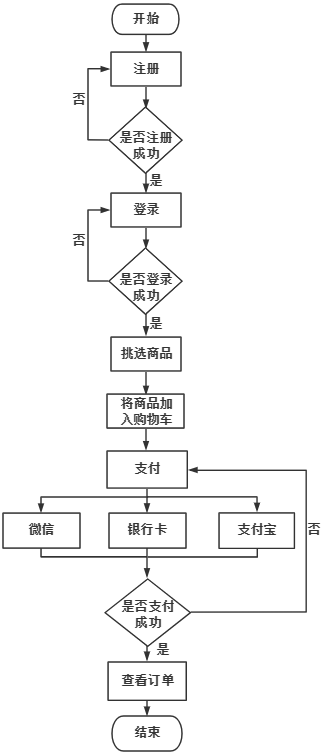 开始
注册
否
是否注册
成功
是
登录
否
是否登录
成功
是
挑选商品
将商品加
入购物车
支付
微信
银行卡
支付宝
否
是否支付
成功
是
查看订单
结束